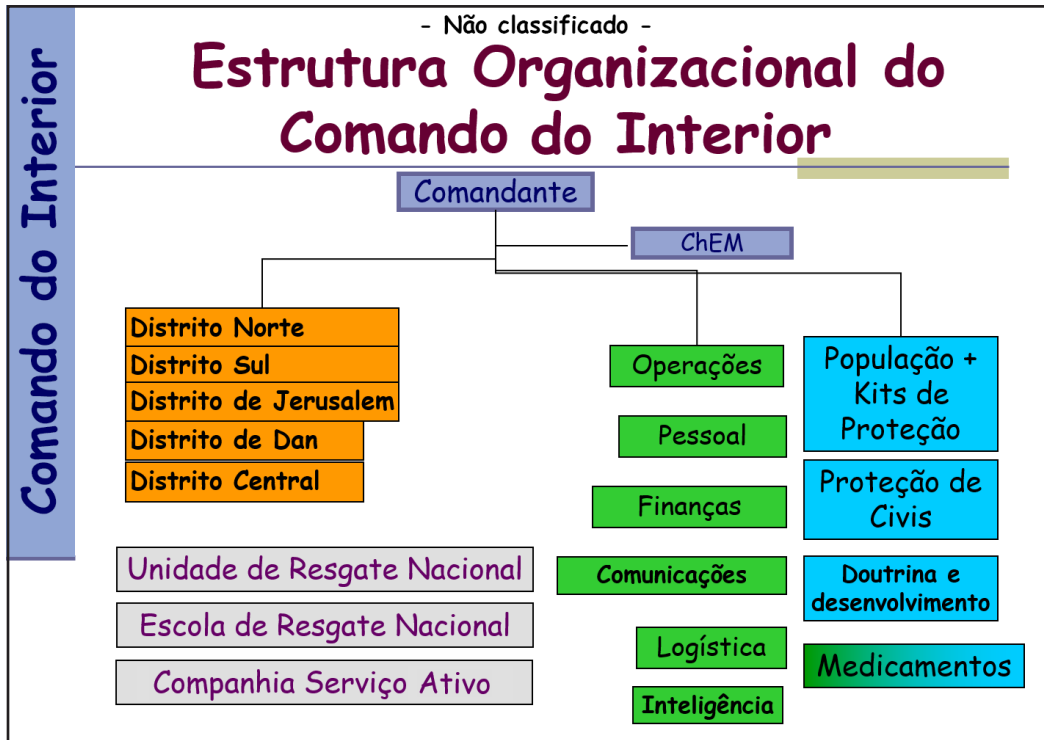 - Não classificado -
Estrutura Organizacional do
Comando do Interior
Comando do Interior
Comandante
ChEM
Distrito Norte
Distrito Sul
Distrito de Jerusalem
Distrito de Dan
Distrito Central
Unidade de Resgate Nacional
Escola de Resgate Nacional
Companhia Serviço Ativo
Operações
Pessoal
Finanças
Comunicações
Logística
Inteligência
População +
Kits de
Proteção
Proteção de
Civis
Doutrina e
desenvolvimento
Medicamentos